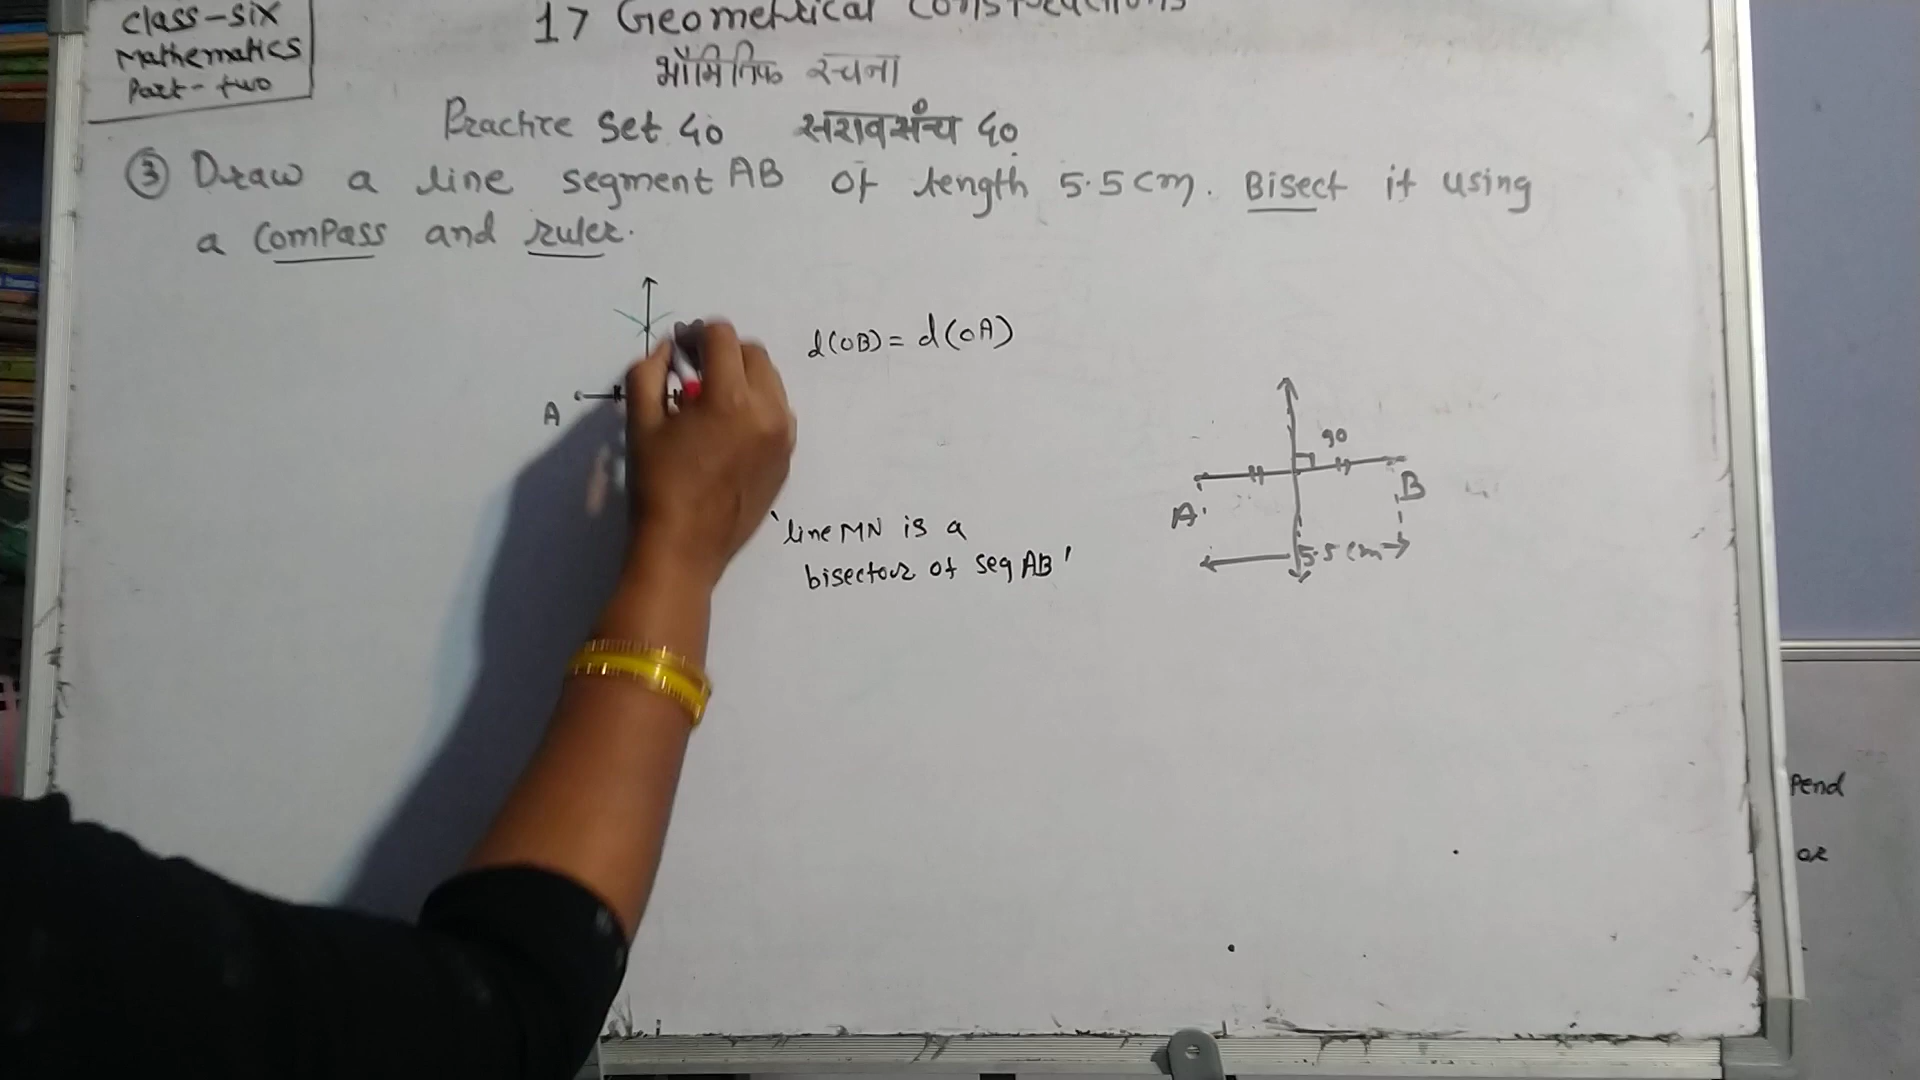 class-six
Mathematics
Part-two
17 Geometrical Constructions
भौमितिक रचना
Practice Set 40 सरावसंच 40
③ Draw a line segment AB of length 5.5cm. Bisect it using
a compass and ruler.
d(OB) = d(OA)
A
90
A
B
5.5 cm
'line MN is a
bisector of seg AB'
Pend
or